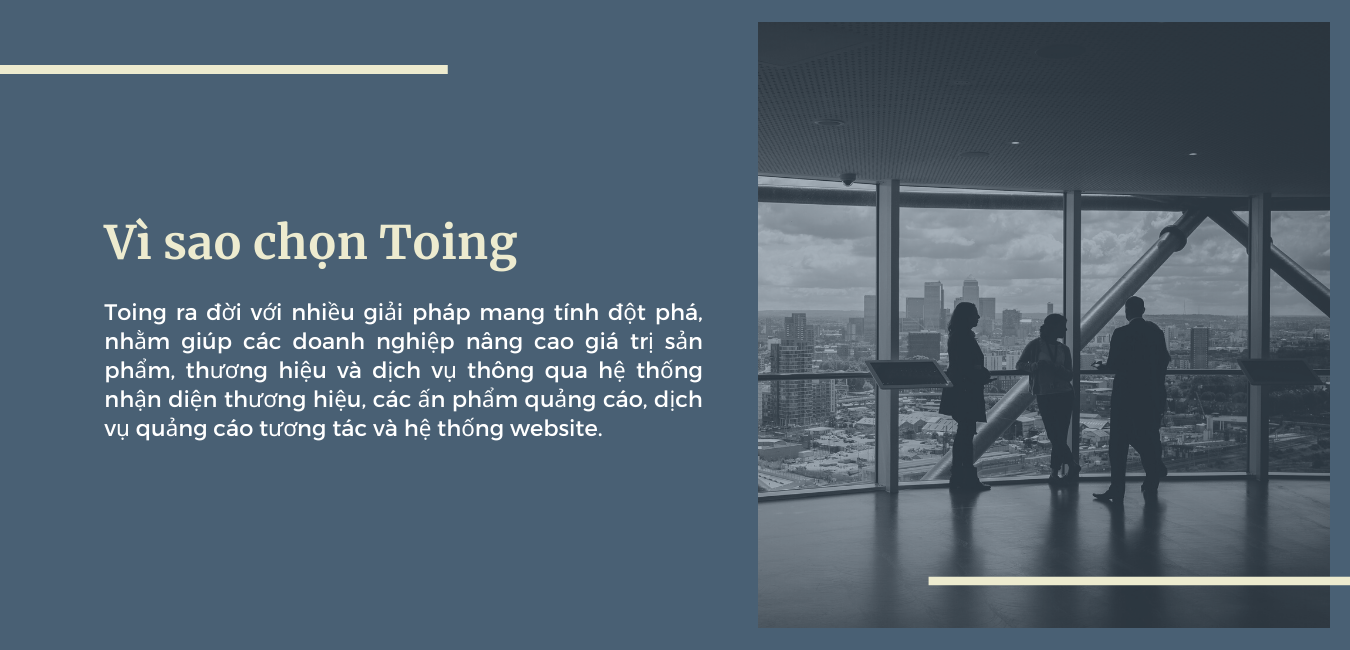 Vì sao chọn Toing
Toing ra đời với nhiều giải pháp mang tính đột phá,
nhằm giúp các doanh nghiệp nâng cao giá trị sản
phẩm, thương hiệu và dịch vụ thông qua hệ thống
nhận diện thương hiệu, các ấn phẩm quảng cáo, dịch
vụ quảng cáo tương tác và hệ thống website.